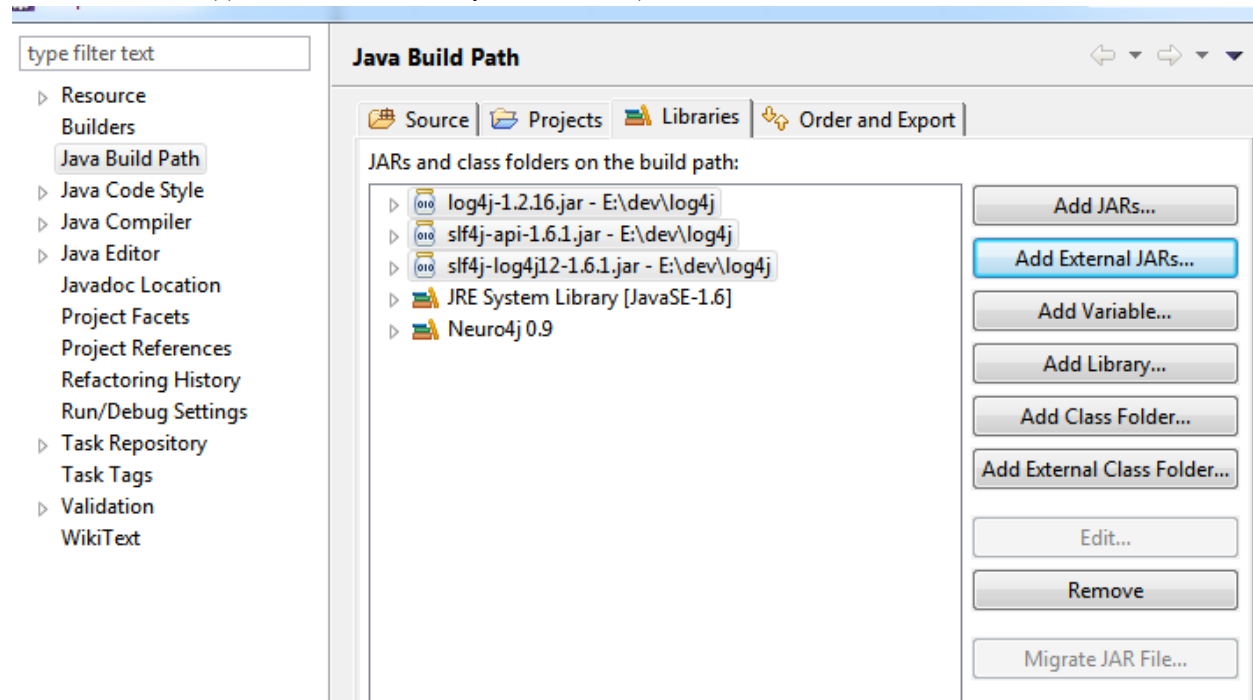 type filter text
Resource
Builders
Java Build Path
Java Code Style
Java Compiler
Java Editor
Javadoc Location
Project Facets
Project References
Refactoring History
Run/Debug Settings
Task Repository
Task Tags
Validation
WikiText
Java Build Path
Source Projects Libraries Order and Export
JARs and class folders on the build path:
log4j-1.2.16.jar - E:\dev\log4j
slf4j-api-1.6.1.jar - E:\dev\log4j
slf4j-log4j12-1.6.1.jar - E:\dev\log4j
JRE System Library [JavaSE-1.6]
Neuro4j 0.9
Add JARs...
Add External JARs...
Add Variable...
Add Library...
Add Class Folder...
Add External Class Folder...
Edit...
Remove
Migrate JAR File...